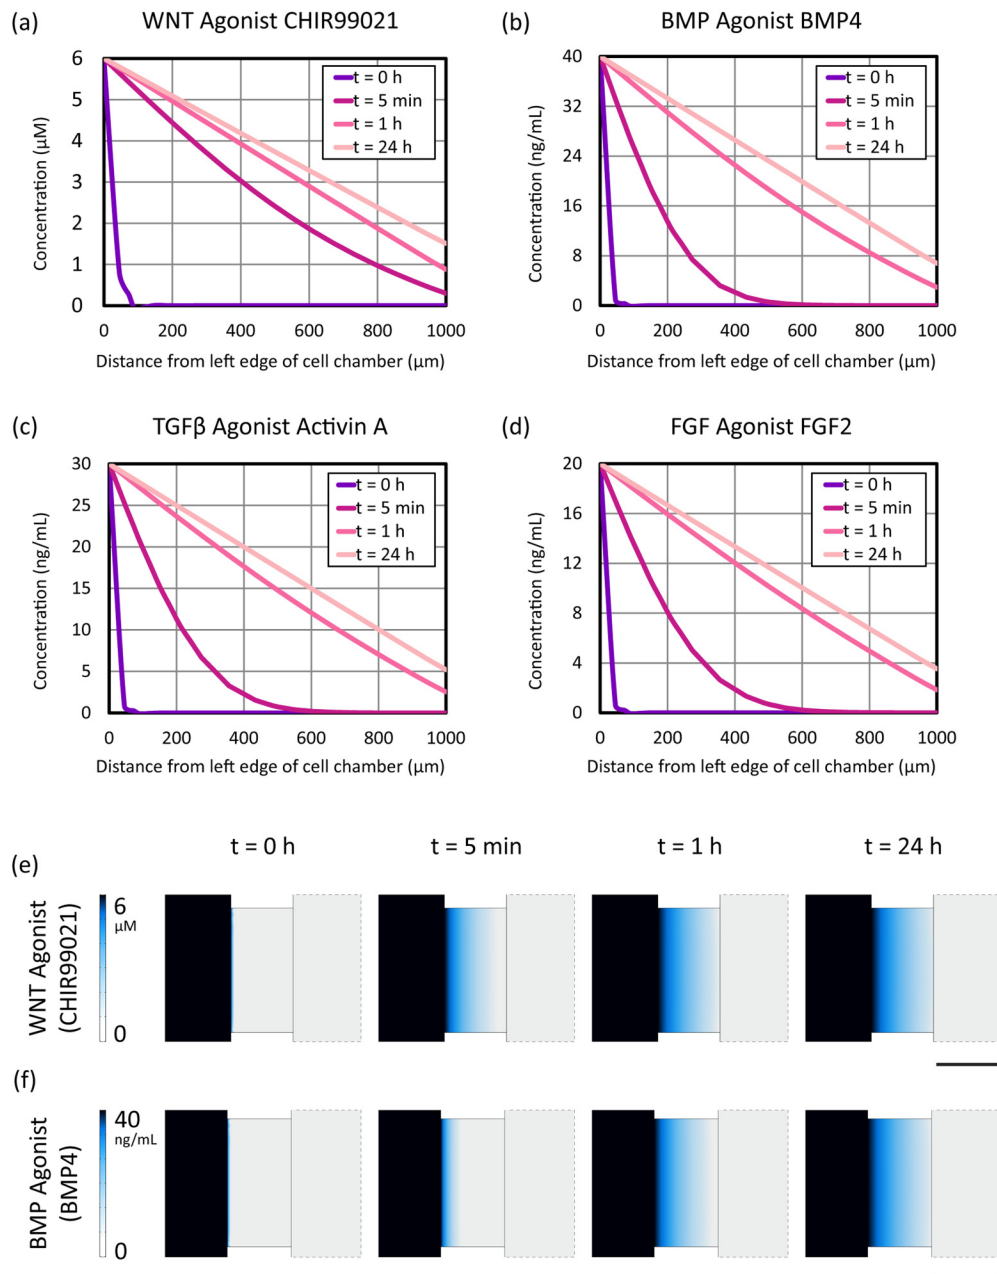 (a) WNT Agonist CHIR99021
6
5
4
3
2
1
0
Concentration (µM)
t = 0 h
t = 5 min
t = 1 h
t = 24 h
0 200 400 600 800 1000
Distance from left edge of cell chamber (µm)
(b) BMP Agonist BMP4
40
32
24
16
8
0
Concentration (ng/mL)
t = 0 h
t = 5 min
t = 1 h
t = 24 h
0 200 400 600 800 1000
Distance from left edge of cell chamber (µm)
(c) TGFβ Agonist Activin A
30
25
20
15
10
5
0
Concentration (ng/mL)
t = 0 h
t = 5 min
t = 1 h
t = 24 h
0 200 400 600 800 1000
Distance from left edge of cell chamber (µm)
(d) FGF Agonist FGF2
20
16
12
8
4
0
Concentration (ng/mL)
t = 0 h
t = 5 min
t = 1 h
t = 24 h
0 200 400 600 800 1000
Distance from left edge of cell chamber (µm)
t = 0 h t = 5 min t = 1 h t = 24 h
(e)
WNT Agonist
(CHIR99021)
6
µM
0
(f)
BMP Agonist
(BMP4)
40
ng/mL
0